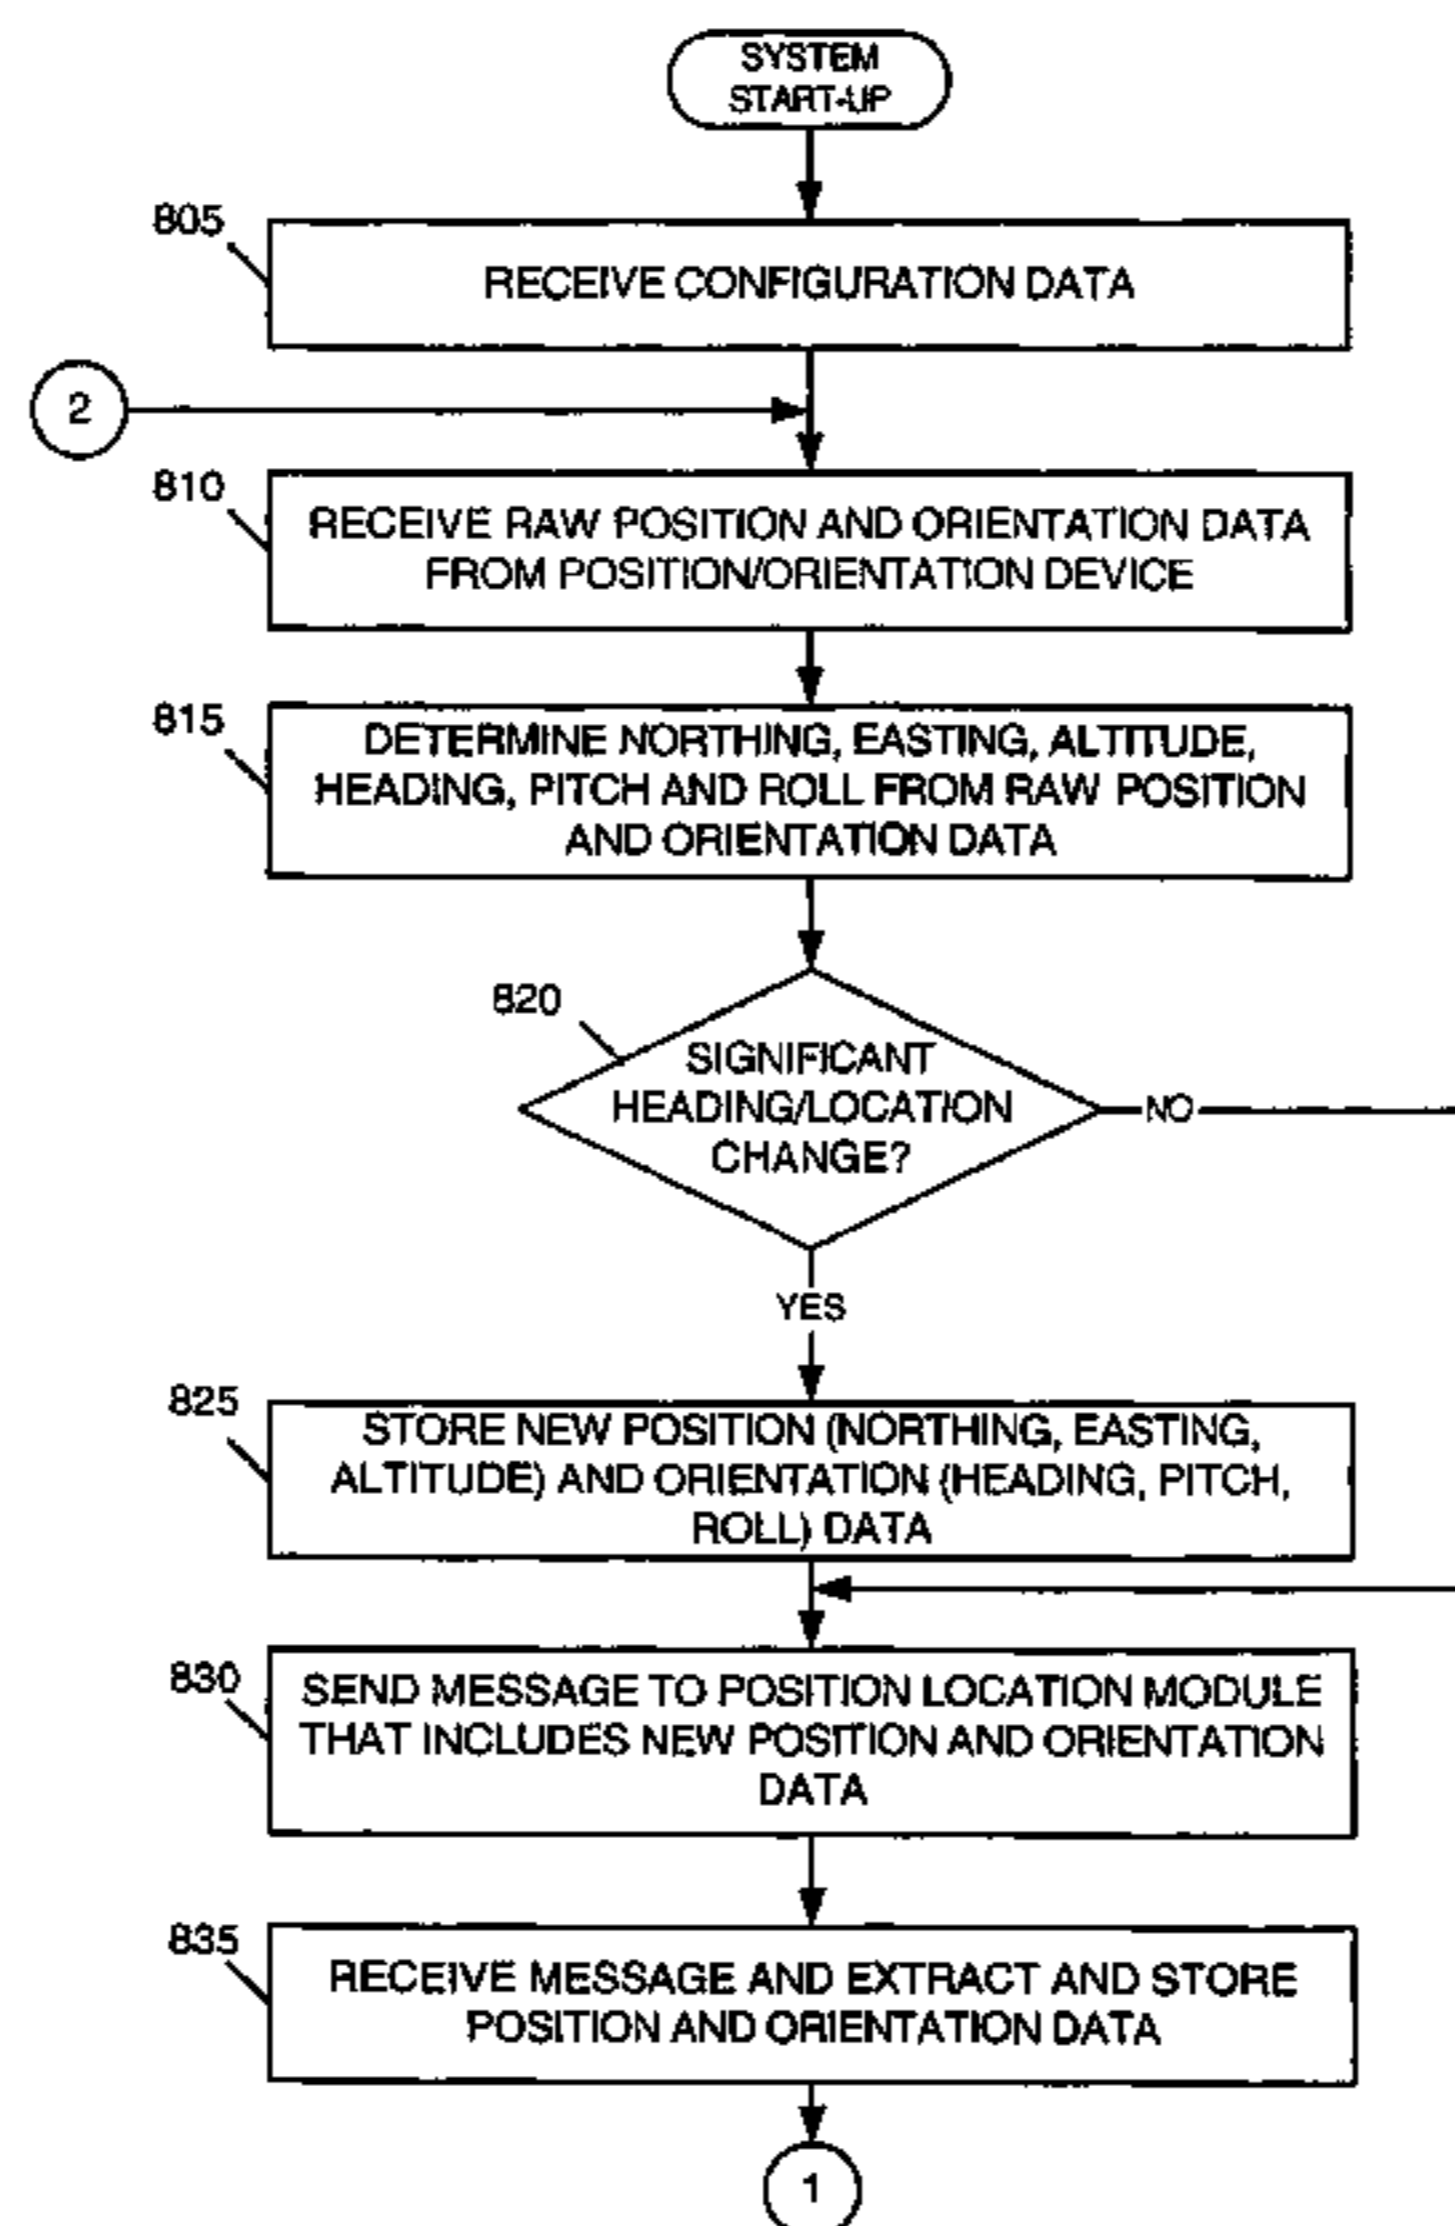 SYSTEM
START-UP
805
RECEIVE CONFIGURATION DATA
2
810
RECEIVE RAW POSITION AND ORIENTATION DATA
FROM POSITION/ORIENTATION DEVICE
815
DETERMINE NORTHING, EASTING, ALTITUDE,
HEADING, PITCH AND ROLL FROM RAW POSITION
AND ORIENTATION DATA
820
SIGNIFICANT
HEADING/LOCATION
CHANGE?
NO
YES
825
STORE NEW POSITION (NORTHING, EASTING,
ALTITUDE) AND ORIENTATION (HEADING, PITCH,
ROLL) DATA
830
SEND MESSAGE TO POSITION LOCATION MODULE
THAT INCLUDES NEW POSITION AND ORIENTATION
DATA
835
RECEIVE MESSAGE AND EXTRACT AND STORE
POSITION AND ORIENTATION DATA
1